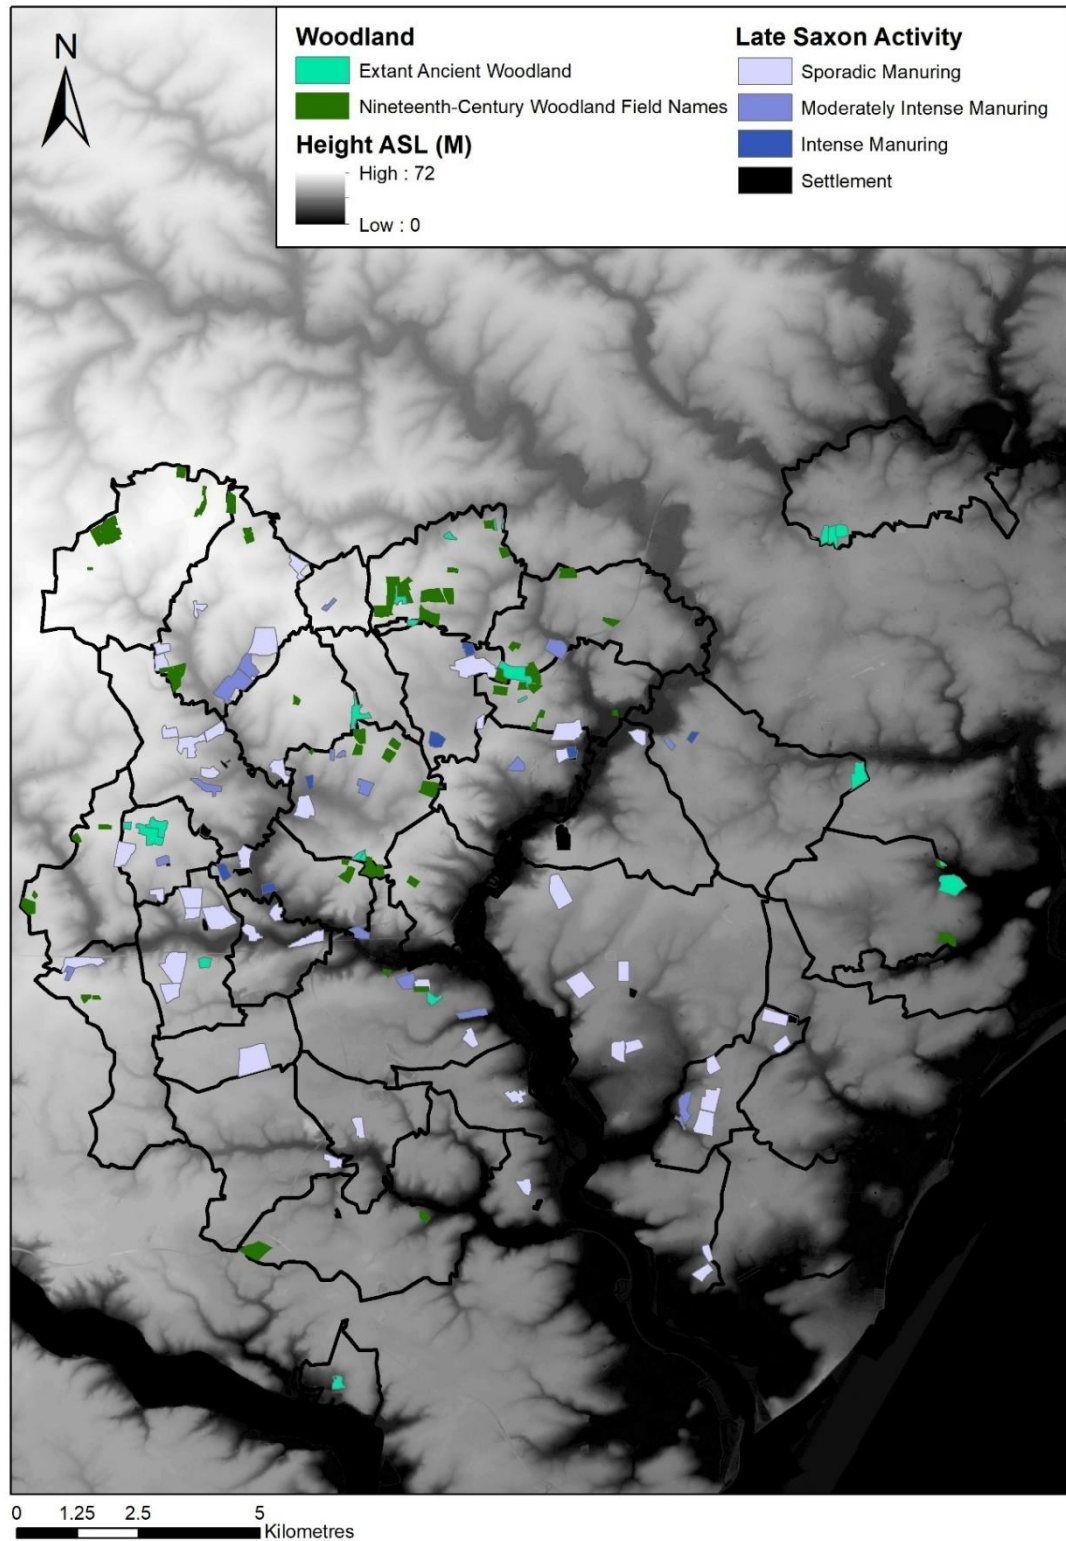 N
Woodland
Extant Ancient Woodland
Nineteenth-Century Woodland Field Names
Height ASL (M)
High : 72
Low : 0
Late Saxon Activity
Sporadic Manuring
Moderately Intense Manuring
Intense Manuring
Settlement
0 1.25 2.5 5
Kilometres